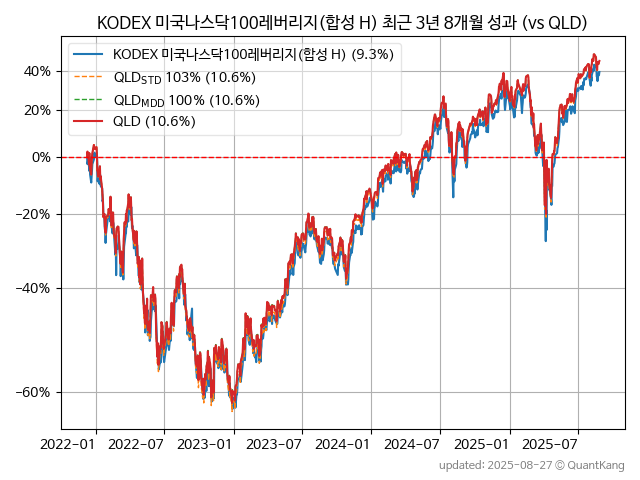 KODEX 미국나스닥100레버리지(합성 H) 최근 3년 8개월 성과 (vs QLD)
KODEX 미국나스닥100레버리지(합성 H) (9.3%)
QLD_STD 103% (10.6%)
QLD_MDD 100% (10.6%)
QLD (10.6%)
40%
20%
0%
−20%
−40%
−60%
2022-01 2022-07 2023-01 2023-07 2024-01 2024-07 2025-01 2025-07
updated: 2025-08-27 © QuantKang